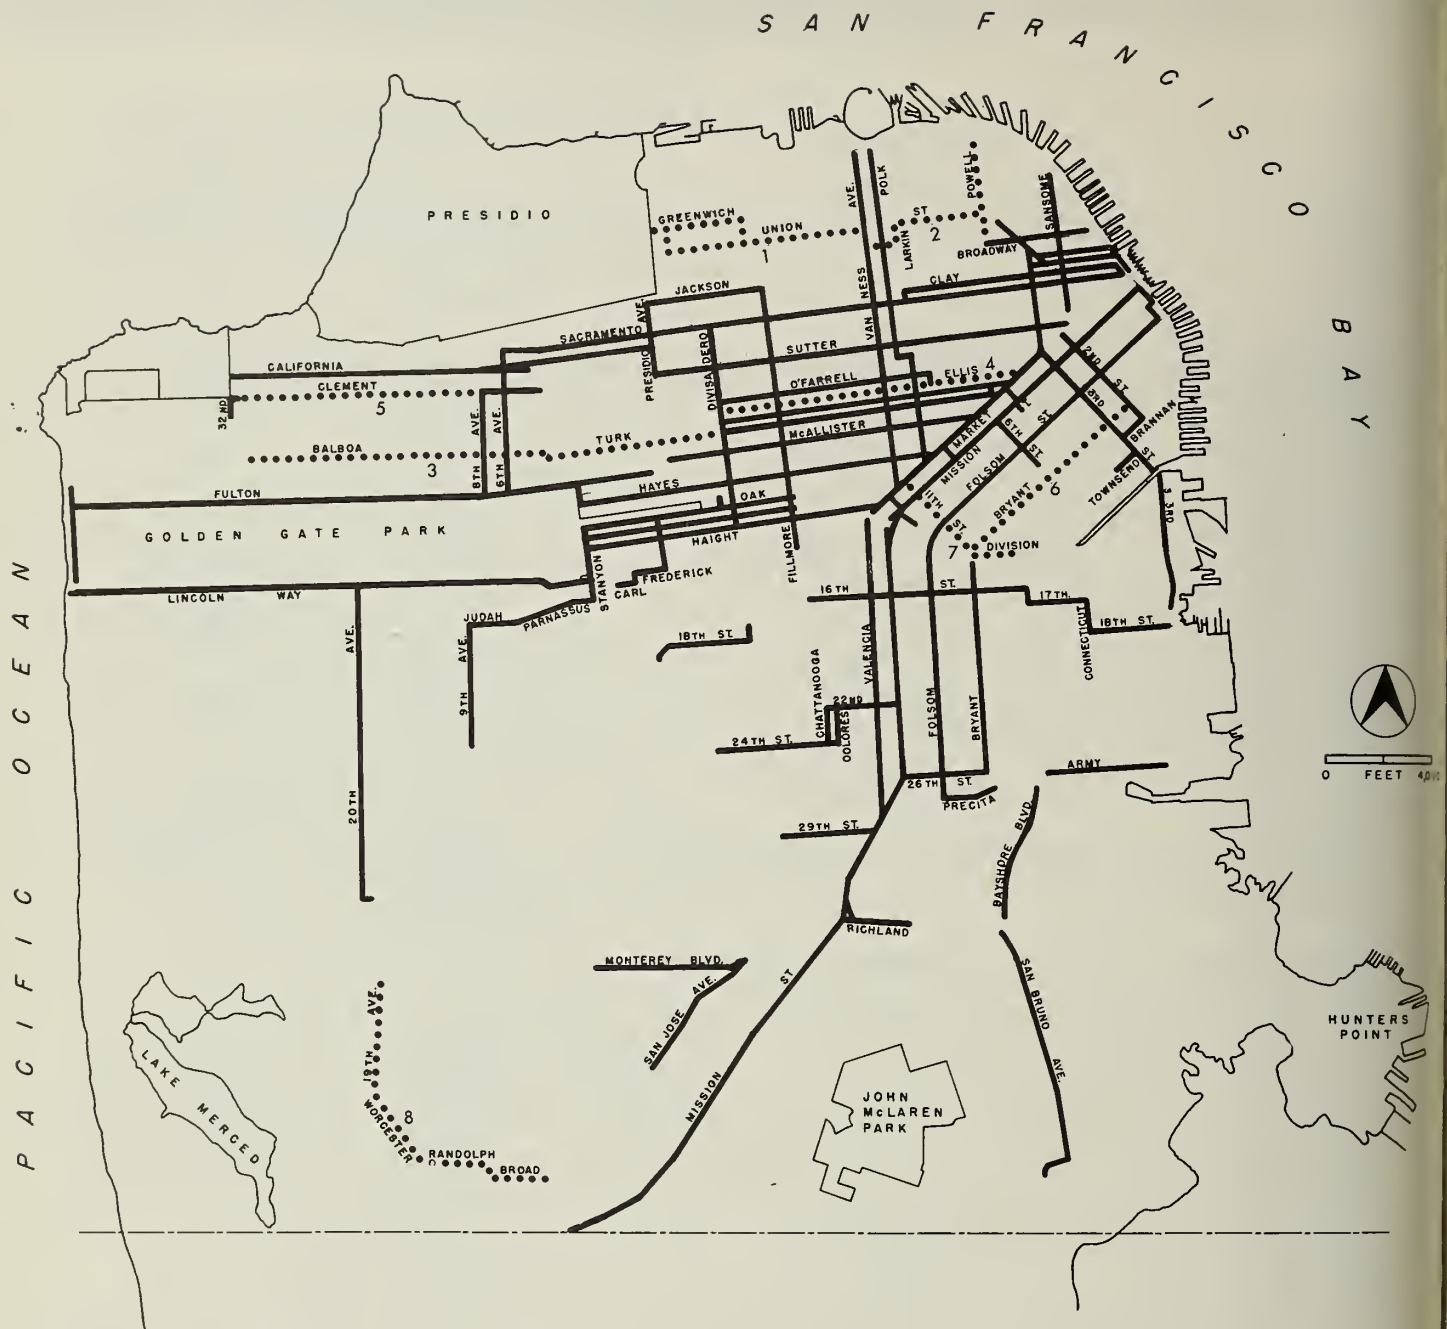 SAN FRANCISCO BAY
PACIFIC OCEAN
PRESIDIO
GREENWICH
UNION
1
ST
2
LARKIN
POLK
AVE.
VAN NESS
POWELL
SANSOME
BROADWAY
CLAY
JACKSON
PRESIDIO AVE.
SACRAMENTO
DIVISADERO
SUTTER
CALIFORNIA
CLEMENT
5
32ND
O'FARRELL
ELLIS
4
BALBOA
3
TURK
8TH AVE.
6TH AVE.
McALLISTER
MARKET
MISSION
6TH ST.
FOLSOM ST.
2ND ST.
3RD ST.
BRANNAN
TOWNSEND
BRYANT
6
11TH ST
7
DIVISION
3RD
FULTON
GOLDEN GATE PARK
HAYES
OAK
HAIGHT
FILLMORE
STANYON
FREDERICK
CARL
LINCOLN WAY
JUDAH
PARNASSUS
9TH AVE.
20TH AVE.
16TH ST.
17TH.
CONNECTICUT
18TH ST.
18TH ST.
VALENCIA
CHATTANOOGA
22ND
DOLORES
24TH ST.
FOLSOM
BRYANT
26TH ST.
PRECITA
ARMY
29TH ST.
BAYSHORE BLVD.
RICHLAND
MONTEREY BLVD.
SAN JOSE AVE.
MISSION ST
SAN BRUNO AVE.
19TH AVE.
WORCESTER
8
RANDOLPH
BROAD
LAKE MERCED
JOHN
McLAREN
PARK
HUNTERS
POINT
0 FEET